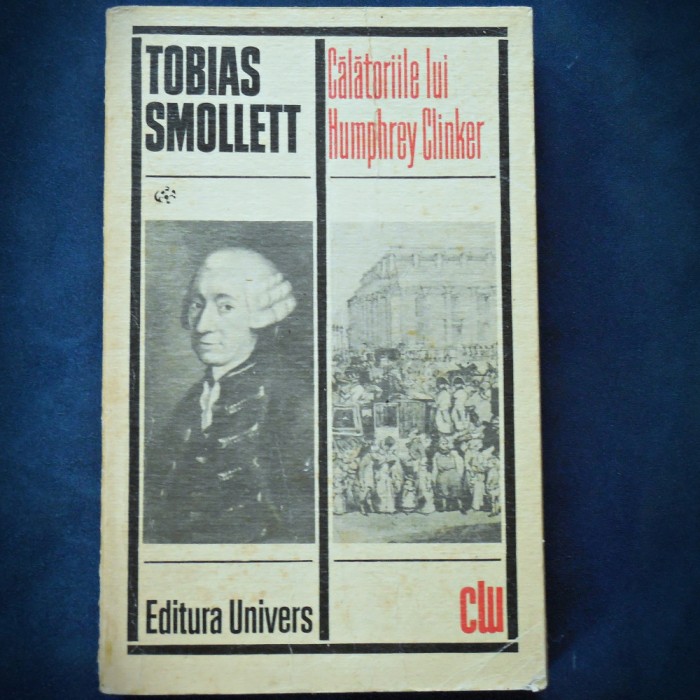 TOBIAS
SMOLLETT
Călătoriile lui
Humphrey Clinker
Editura Univers
clu